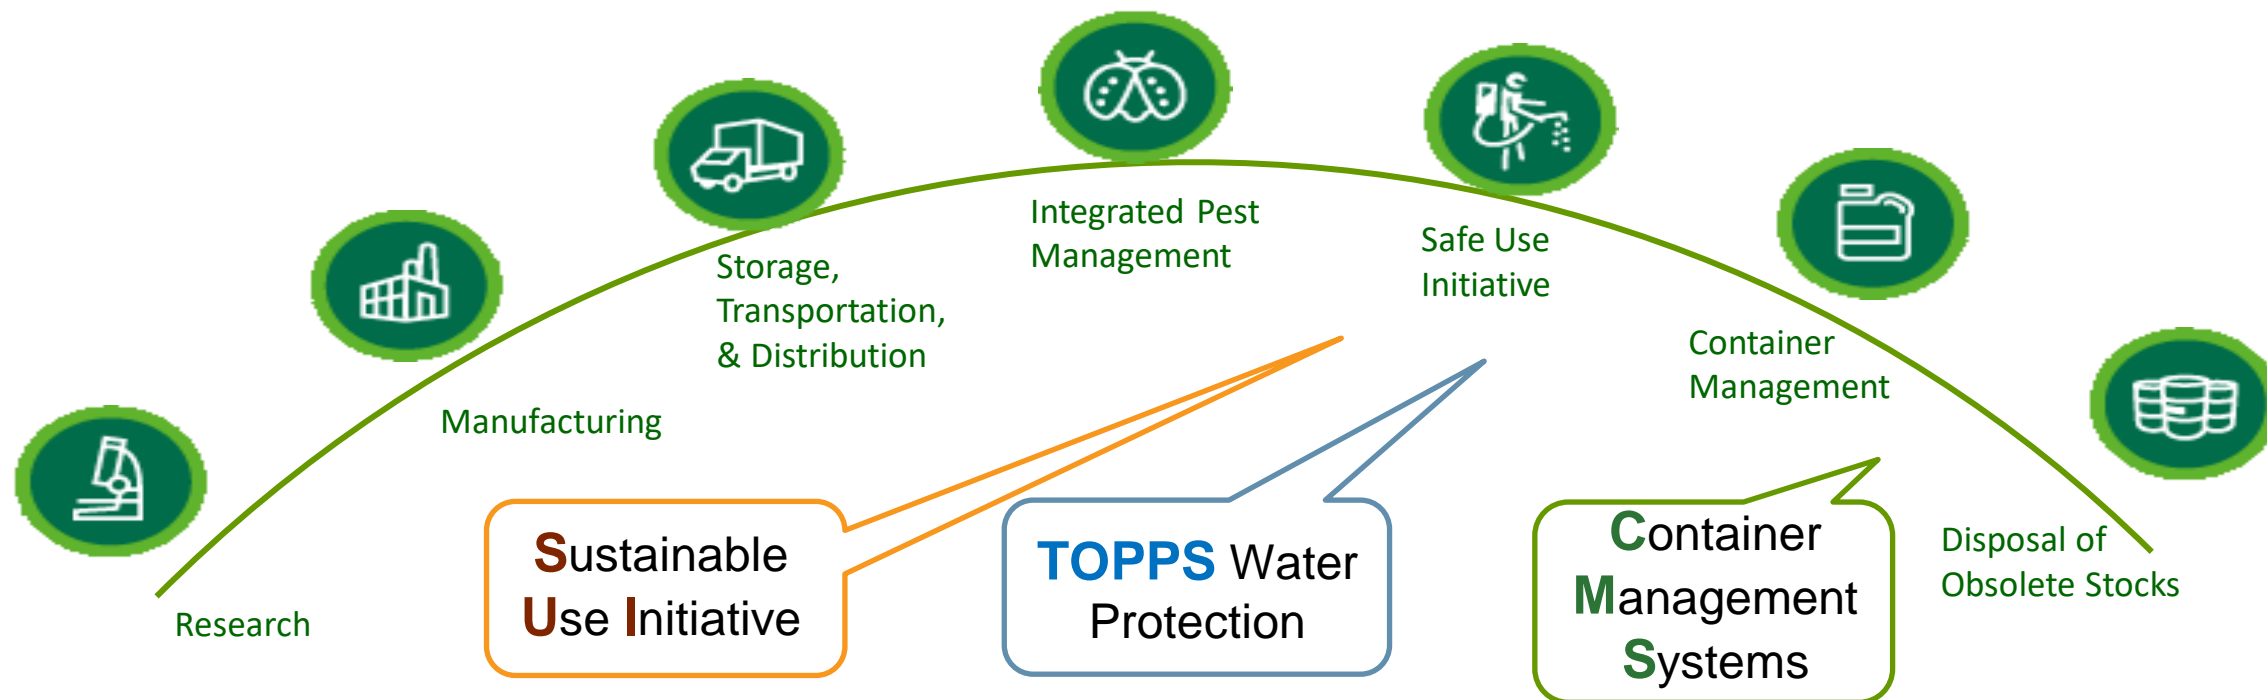 Research
Manufacturing
Storage,
Transportation,
& Distribution
Integrated Pest
Management
Safe Use
Initiative
Container
Management
Disposal of
Obsolete Stocks
Sustainable
Use Initiative
TOPPS Water
Protection
Container
Management
Systems